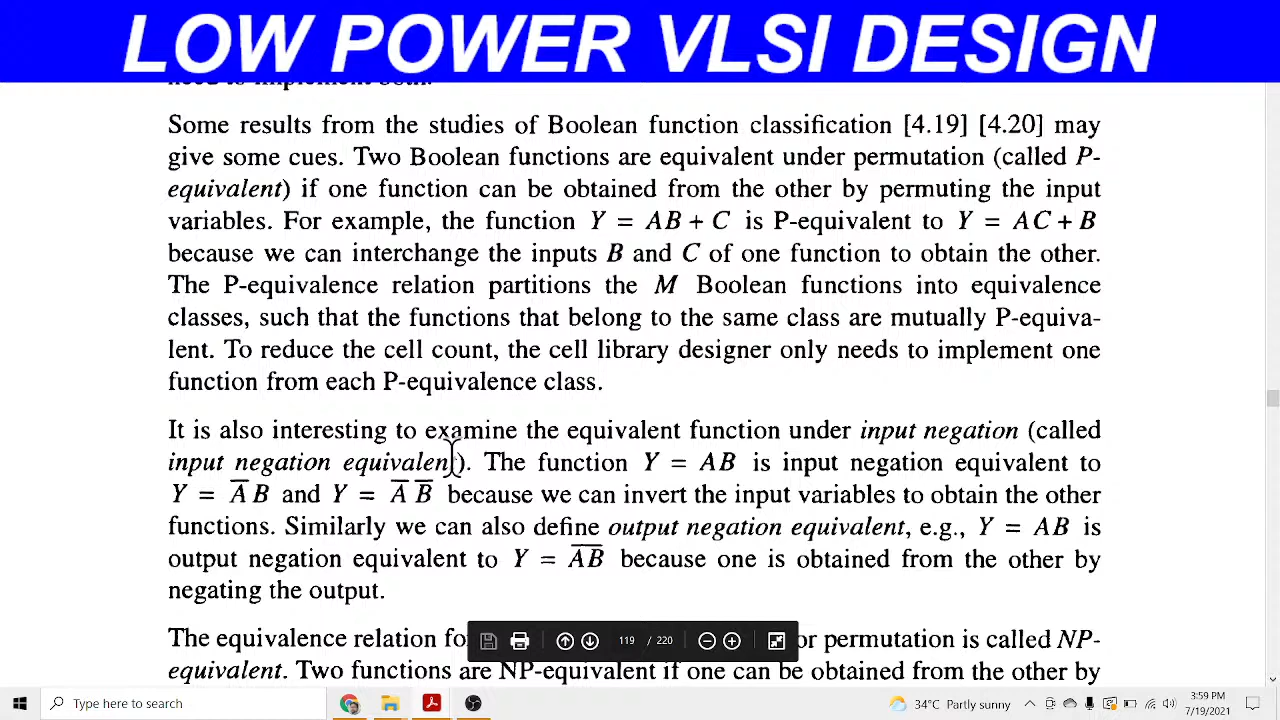 LOW POWER VLSI DESIGN
need to implement both.
Some results from the studies of Boolean function classification [4.19] [4.20] may
give some cues. Two Boolean functions are equivalent under permutation (called P-
equivalent) if one function can be obtained from the other by permuting the input
variables. For example, the function Y = AB + C is P-equivalent to Y = AC + B
because we can interchange the inputs B and C of one function to obtain the other.
The P-equivalence relation partitions the M Boolean functions into equivalence
classes, such that the functions that belong to the same class are mutually P-equiva-
lent. To reduce the cell count, the cell library designer only needs to implement one
function from each P-equivalence class.
It is also interesting to examine the equivalent function under input negation (called
input negation equivalent). The function Y = AB is input negation equivalent to
Y = A̅ B and Y = A̅ B̅ because we can invert the input variables to obtain the other
functions. Similarly we can also define output negation equivalent, e.g., Y = AB is
output negation equivalent to Y = A̅B̅ because one is obtained from the other by
negating the output.
The equivalence relation fo or permutation is called NP-
equivalent. Two functions are NP-equivalent if one can be obtained from the other by
119 / 220
Type here to search
34°C Partly sunny
3:59 PM
7/19/2021